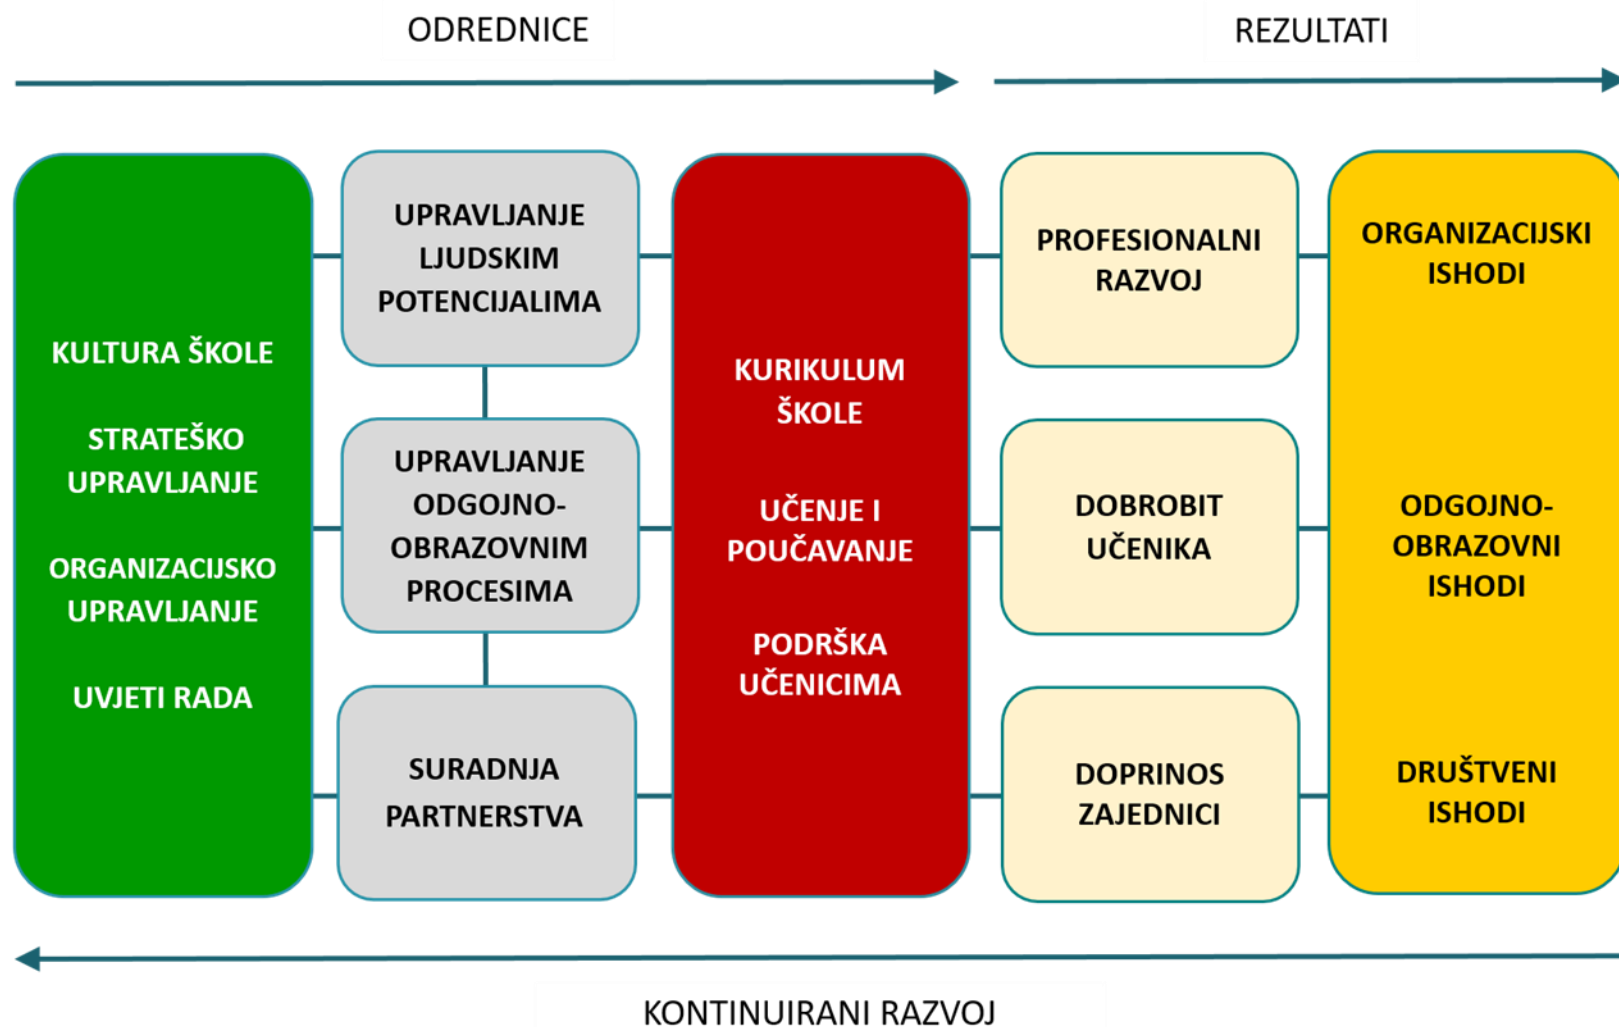 ODREDNICE
REZULTATI
KULTURA ŠKOLE
STRATEŠKO
UPRAVLJANJE
ORGANIZACIJSKO
UPRAVLJANJE
UVJETI RADA
UPRAVLJANJE
LJUDSKIM
POTENCIJALIMA
UPRAVLJANJE
ODGOJNO-
OBRAZOVNIM
PROCESIMA
SURADNJA
PARTNERSTVA
KURIKULUM
ŠKOLE
UČENJE I
POUČAVANJE
PODRŠKA
UČENICIMA
PROFESIONALNI
RAZVOJ
DOBROBIT
UČENIKA
DOPRINOS
ZAJEDNICI
ORGANIZACIJSKI
ISHODI
ODGOJNO-
OBRAZOVNI
ISHODI
DRUŠTVENI
ISHODI
KONTINUIRANI RAZVOJ